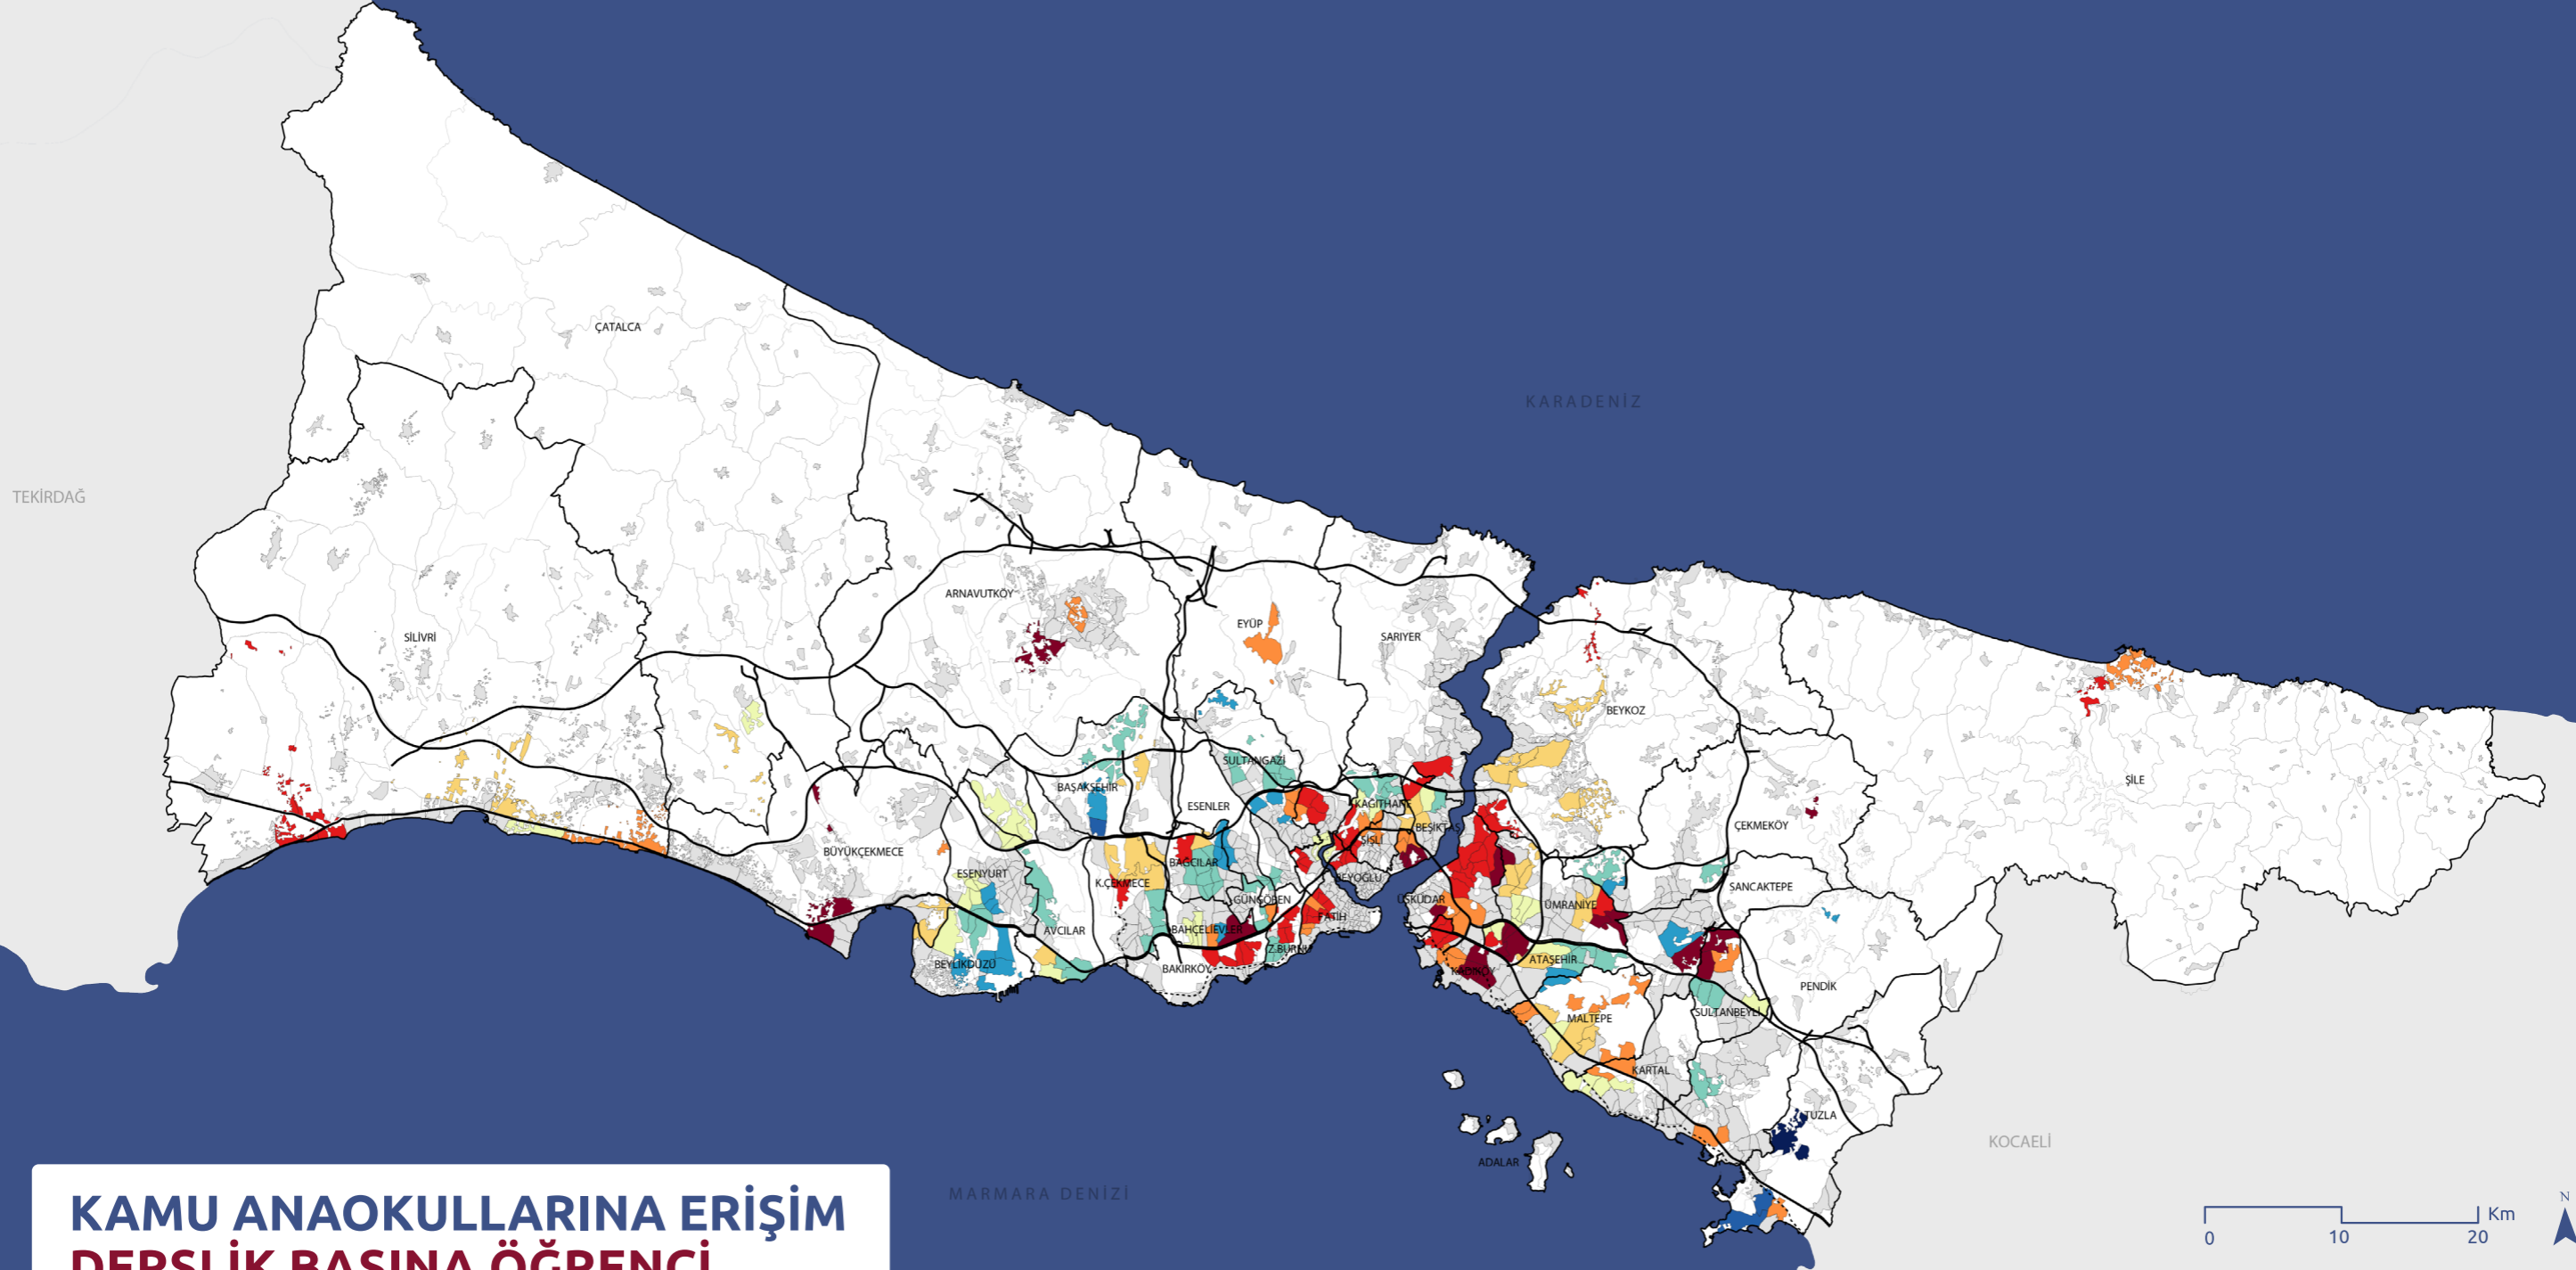 KARADENİZ
TEKİRDAĞ
ÇATALCA
SİLİVRİ
ARNAVUTKÖY
EYÜP
SARIYER
BEYKOZ
ŞİLE
SULTANGAZİ
BAŞAKŞEHİR
ESENLER
KAĞITHANE
BEŞİKTAŞ
ŞİŞLİ
ÇEKMEKÖY
BÜYÜKÇEKMECE
BAĞCILAR
ESENYURT
K.ÇEKMECE
BEYOĞLU
SANCAKTEPE
GÜNGÖREN
ÜSKÜDAR
ÜMRANİYE
FATİH
AVCILAR
BAHÇELİEVLER
Z.BURNU
BEYLİKDÜZÜ
BAKIRKÖY
KADIKÖY
ATAŞEHİR
PENDİK
MALTEPE
SULTANBEYLİ
KARTAL
TUZLA
KOCAELİ
ADALAR
MARMARA DENİZİ
KAMU ANAOKULLARINA ERİŞİM
DERSLİK BAŞINA ÖĞRENCİ
N
Km
0 10 20